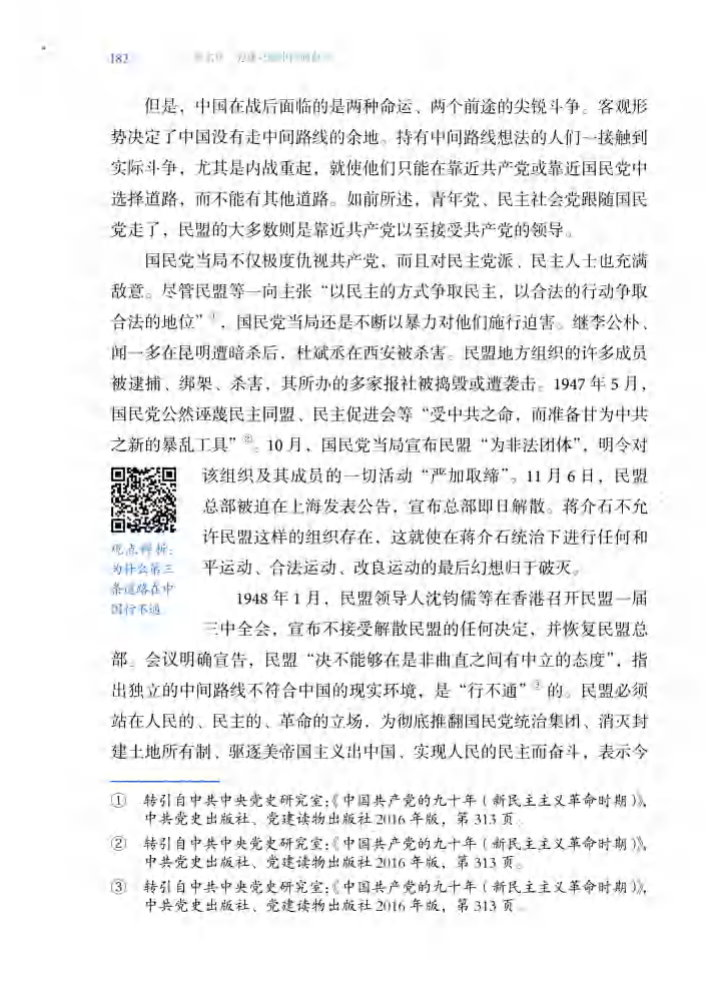 182
但是，中国在战后面临的是两种命运、两个前途的尖锐斗争。客观形
势决定了中国没有走中间路线的余地。持有中间路线想法的人们一接触到
实际斗争，尤其是内战重起，就使他们只能在靠近共产党或靠近国民党中
选择道路，而不能有其他道路。如前所述，青年党、民主社会党跟随国民
党走了，民盟的大多数则是靠近共产党以至接受共产党的领导。
国民党当局不仅极度仇视共产党，而且对民主党派、民主人士也充满
敌意。尽管民盟等一向主张“以民主的方式争取民主，以合法的行动争取
合法的地位”①，国民党当局还是不断以暴力对他们施行迫害。继李公朴、
闻一多在昆明遭暗杀后，杜斌丞在西安被杀害。民盟地方组织的许多成员
被逮捕、绑架、杀害，其所办的多家报社被捣毁或遭袭击。1947 年 5 月，
国民党公然诬蔑民主同盟、民主促进会等“受中共之命，而准备甘为中共
之新的暴乱工具”②。10 月，国民党当局宣布民盟“为非法团体”，明令对
该组织及其成员的一切活动“严加取缔”。11 月 6 日，民盟
总部被迫在上海发表公告，宣布总部即日解散。蒋介石不允
许民盟这样的组织存在，这就使在蒋介石统治下进行任何和
平运动、合法运动、改良运动的最后幻想归于破灭。
观点辨析：
为什么第三
条道路在中
国行不通
1948 年 1 月，民盟领导人沈钧儒等在香港召开民盟一届
三中全会，宣布不接受解散民盟的任何决定，并恢复民盟总
部。会议明确宣告，民盟“决不能够在是非曲直之间有中立的态度”，指
出独立的中间路线不符合中国的现实环境，是“行不通”③的。民盟必须
站在人民的、民主的、革命的立场，为彻底推翻国民党统治集团、消灭封
建土地所有制、驱逐美帝国主义出中国、实现人民的民主而奋斗，表示今
① 转引自中共中央党史研究室：《中国共产党的九十年（新民主主义革命时期）》，
中共党史出版社、党建读物出版社 2016 年版，第 313 页。
② 转引自中共中央党史研究室：《中国共产党的九十年（新民主主义革命时期）》，
中共党史出版社、党建读物出版社 2016 年版，第 313 页。
③ 转引自中共中央党史研究室：《中国共产党的九十年（新民主主义革命时期）》，
中共党史出版社、党建读物出版社 2016 年版，第 313 页。